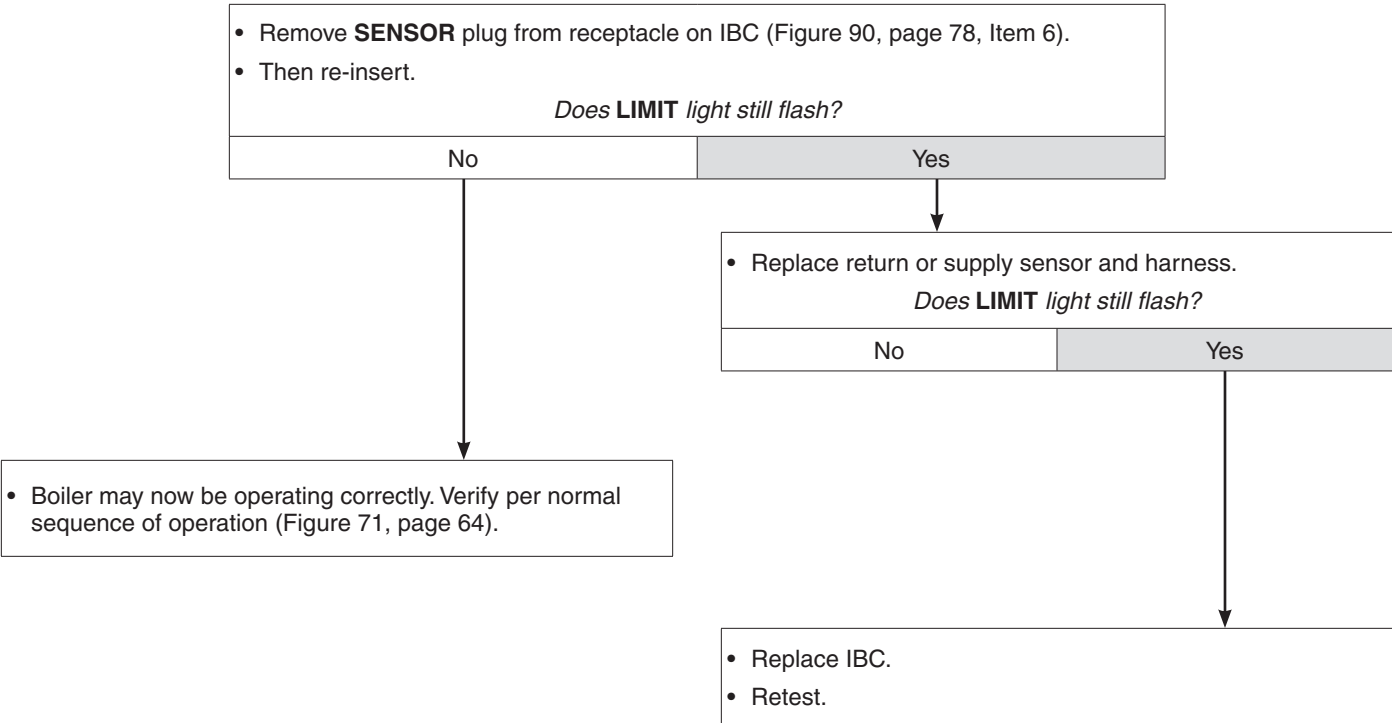 • Remove SENSOR plug from receptacle on IBC (Figure 90, page 78, Item 6).
• Then re-insert.
Does LIMIT light still flash?
No
Yes
• Replace return or supply sensor and harness.
Does LIMIT light still flash?
No
Yes
• Boiler may now be operating correctly. Verify per normal
sequence of operation (Figure 71, page 64).
• Replace IBC.
• Retest.